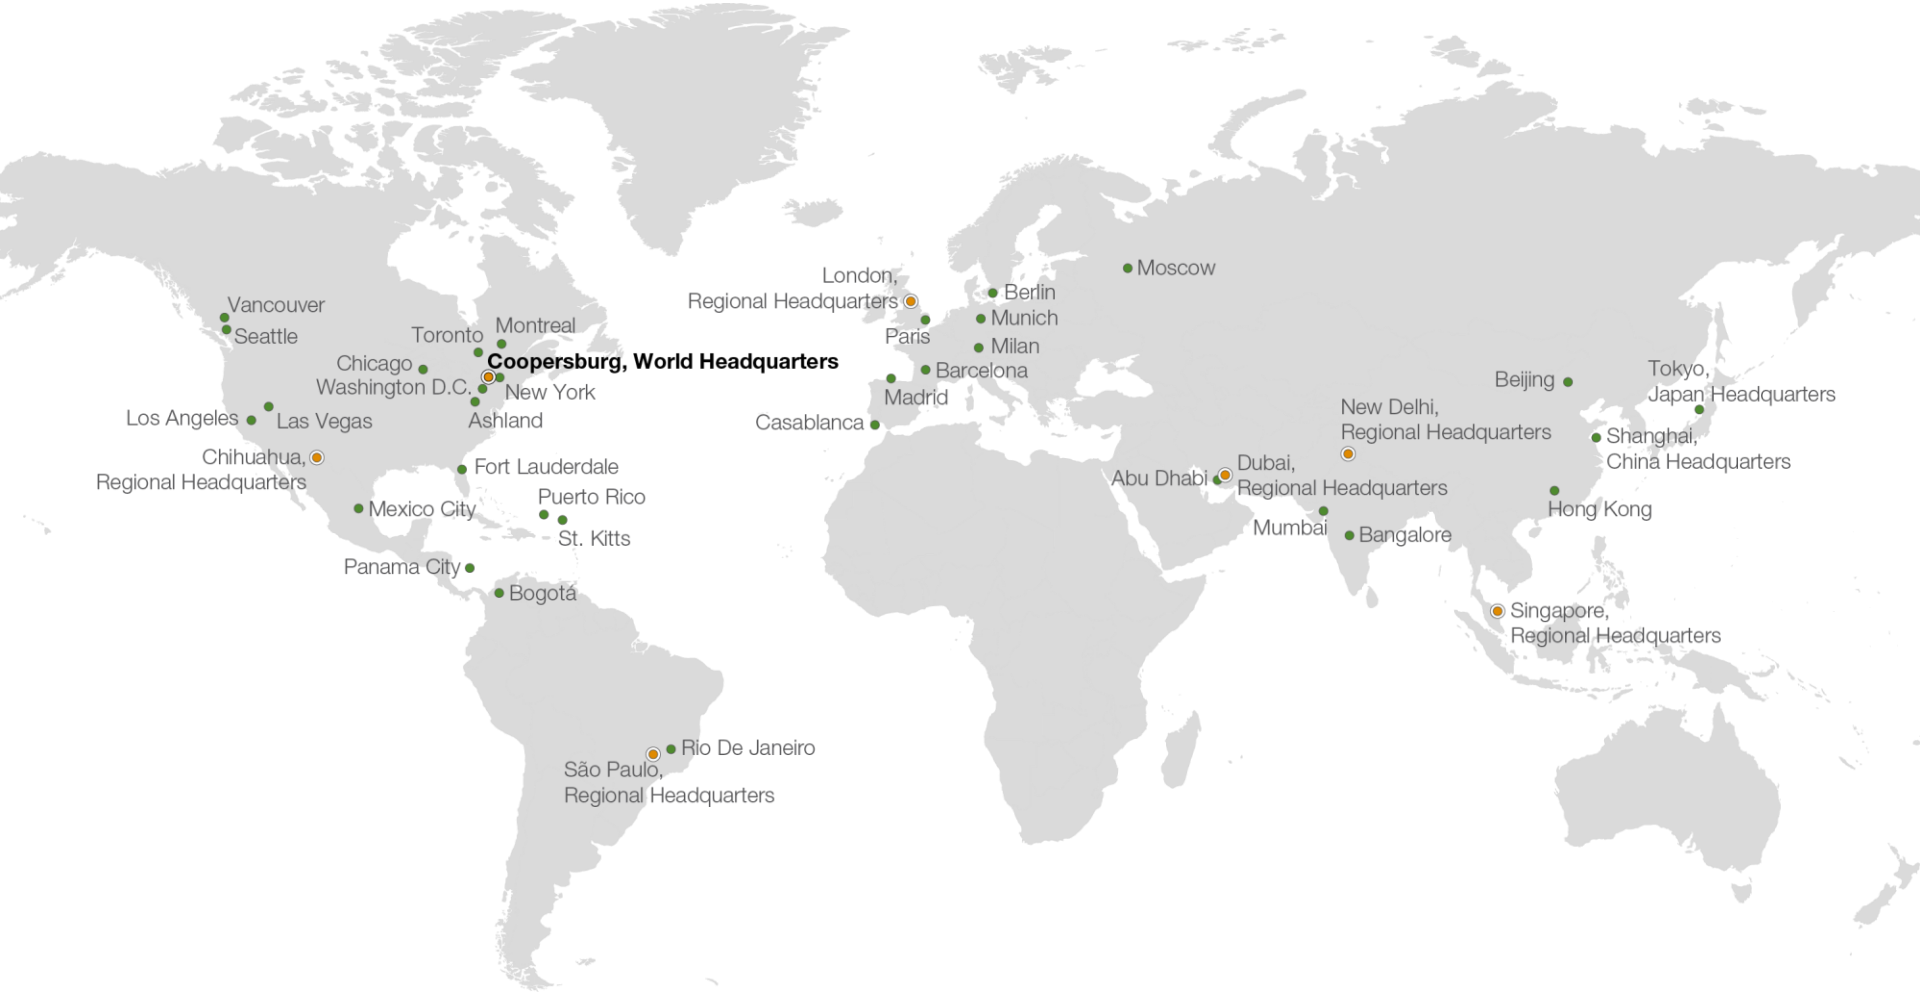 Moscow
London,
Regional Headquarters
Berlin
Vancouver
Seattle
Toronto
Montreal
Munich
Paris
Milan
Chicago
Coopersburg, World Headquarters
Barcelona
Washington D.C.
New York
Madrid
Beijing
Tokyo,
Japan Headquarters
Los Angeles
Las Vegas
Ashland
Casablanca
New Delhi,
Regional Headquarters
Shanghai,
China Headquarters
Chihuahua,
Regional Headquarters
Fort Lauderdale
Abu Dhabi
Dubai,
Regional Headquarters
Mexico City
Puerto Rico
St. Kitts
Mumbai
Bangalore
Hong Kong
Panama City
Bogotá
Singapore,
Regional Headquarters
Rio De Janeiro
São Paulo,
Regional Headquarters